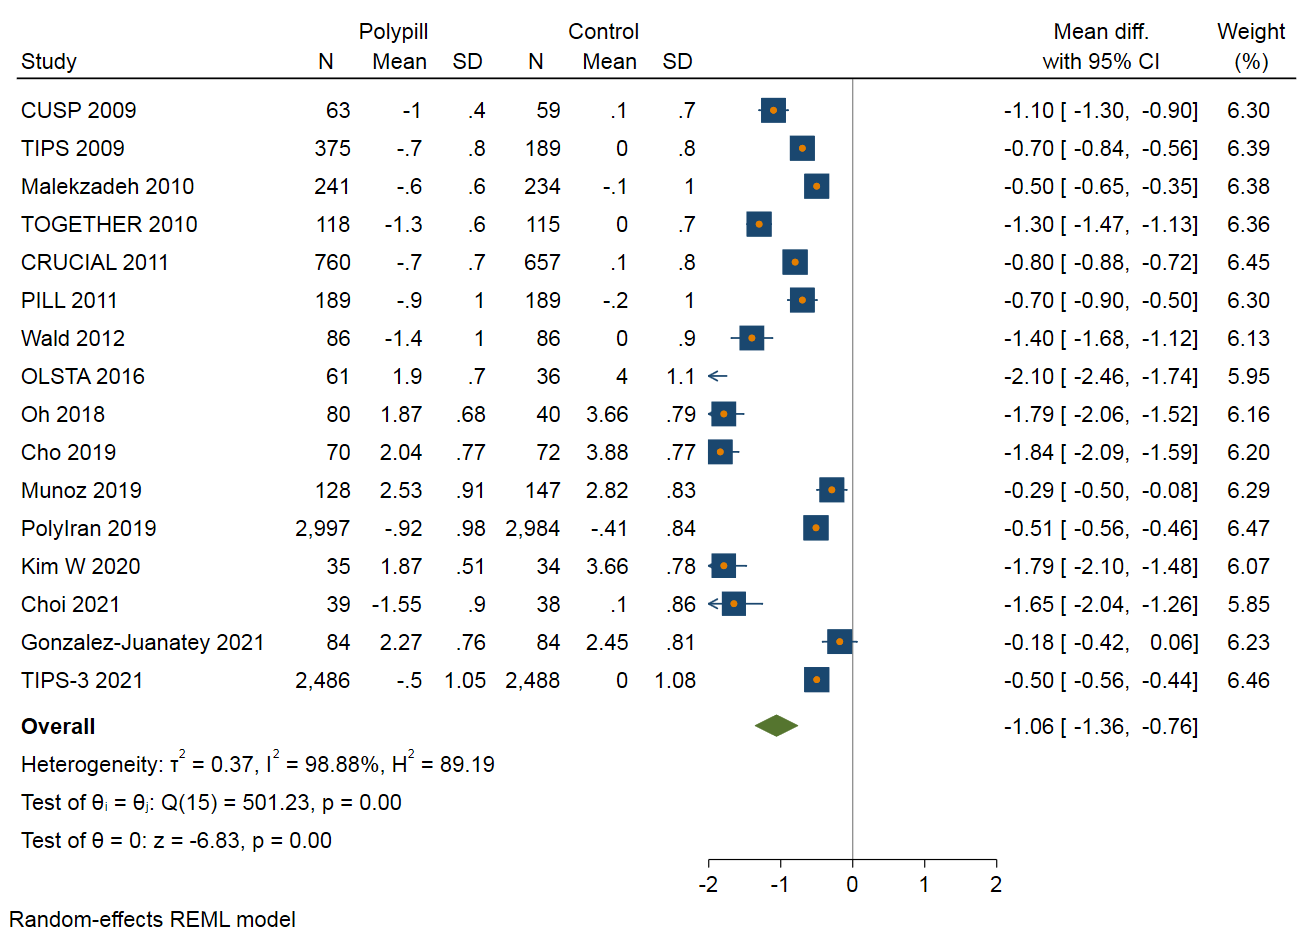 Polypill Control Mean diff. Weight
Study N Mean SD N Mean SD with 95% CI (%)
CUSP 2009 63 -1 .4 59 .1 .7 -1.10 [ -1.30, -0.90] 6.30
TIPS 2009 375 -.7 .8 189 0 .8 -0.70 [ -0.84, -0.56] 6.39
Malekzadeh 2010 241 -.6 .6 234 -.1 1 -0.50 [ -0.65, -0.35] 6.38
TOGETHER 2010 118 -1.3 .6 115 0 .7 -1.30 [ -1.47, -1.13] 6.36
CRUCIAL 2011 760 -.7 .7 657 .1 .8 -0.80 [ -0.88, -0.72] 6.45
PILL 2011 189 -.9 1 189 -.2 1 -0.70 [ -0.90, -0.50] 6.30
Wald 2012 86 -1.4 1 86 0 .9 -1.40 [ -1.68, -1.12] 6.13
OLSTA 2016 61 1.9 .7 36 4 1.1 -2.10 [ -2.46, -1.74] 5.95
Oh 2018 80 1.87 .68 40 3.66 .79 -1.79 [ -2.06, -1.52] 6.16
Cho 2019 70 2.04 .77 72 3.88 .77 -1.84 [ -2.09, -1.59] 6.20
Munoz 2019 128 2.53 .91 147 2.82 .83 -0.29 [ -0.50, -0.08] 6.29
PolyIran 2019 2,997 -.92 .98 2,984 -.41 .84 -0.51 [ -0.56, -0.46] 6.47
Kim W 2020 35 1.87 .51 34 3.66 .78 -1.79 [ -2.10, -1.48] 6.07
Choi 2021 39 -1.55 .9 38 .1 .86 -1.65 [ -2.04, -1.26] 5.85
Gonzalez-Juanatey 2021 84 2.27 .76 84 2.45 .81 -0.18 [ -0.42, 0.06] 6.23
TIPS-3 2021 2,486 -.5 1.05 2,488 0 1.08 -0.50 [ -0.56, -0.44] 6.46
Overall -1.06 [ -1.36, -0.76]
Heterogeneity: τ² = 0.37, I² = 98.88%, H² = 89.19
Test of θᵢ = θⱼ: Q(15) = 501.23, p = 0.00
Test of θ = 0: z = -6.83, p = 0.00
-2 -1 0 1 2
Random-effects REML model